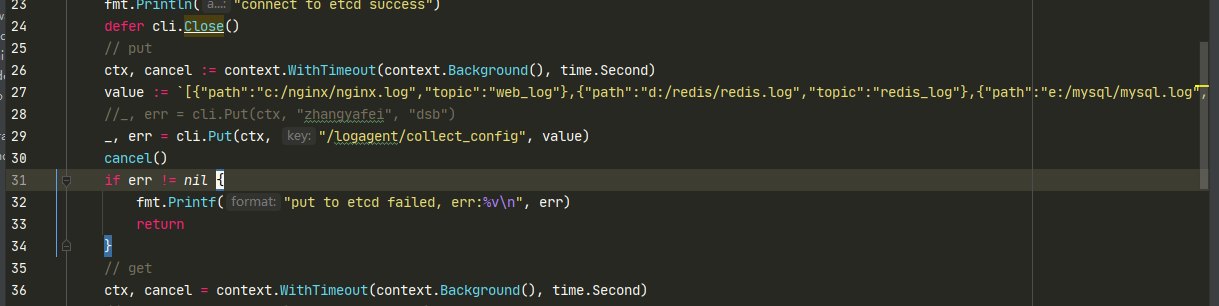 23 fmt.Println( a...: "connect to etcd success")
24 defer cli.Close()
25 // put
26 ctx, cancel := context.WithTimeout(context.Background(), time.Second)
27 value := `[{"path":"c:/nginx/nginx.log","topic":"web_log"},{"path":"d:/redis/redis.log","topic":"redis_log"},{"path":"e:/mysql/mysql.log",
28 //_, err = cli.Put(ctx, "zhangyafei", "dsb")
29 _, err = cli.Put(ctx, key: "/logagent/collect_config", value)
30 cancel()
31 if err != nil {
32 fmt.Printf( format: "put to etcd failed, err:%v\n", err)
33 return
34 }
35 // get
36 ctx, cancel = context.WithTimeout(context.Background(), time.Second)